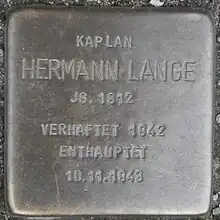 KAPLAN
HERMANN LANGE
JG. 1912
VERHAFTET 1942
ENTHAUPTET
10.11.1943